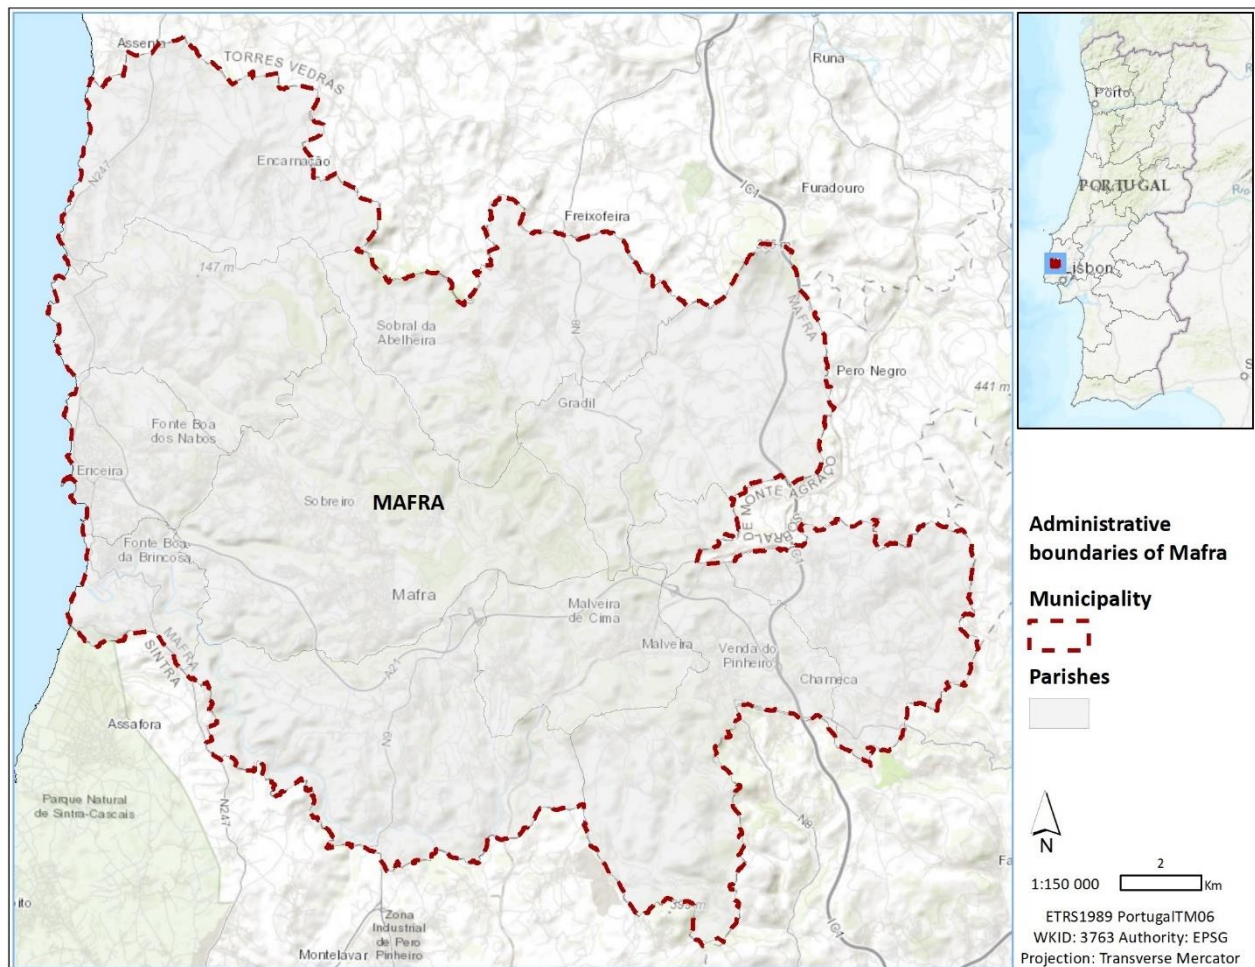 Assenta
TORRES VEDRAS
Runa
N247
Encarnação
IC1
Furadouro
Freixofeira
147 m
MAFRA
Sobral da
Abelheira
N8
Pero Negro
441 m
Gradil
Fonte Boa
dos Nabos
Ericeira
Sobreiro
MAFRA
SOBRAL
DE MONTE
AGRAÇO
IC1
Fonte Boa
da Brincosa
Mafra
Malveira
de Cima
MAFRA
SINTRA
Malveira
Venda do
Pinheiro
Charneca
A21
Assafora
N9
Parque Natural
de Sintra-Cascais
N247
N8
395 m
Zona
Industrial
de Pero
Pinheiro
Montelavar
IC1
Porto
PORTUGAL
Lisbon
Administrative
boundaries of Mafra
Municipality
Parishes
N
2
1:150 000
Km
ETRS1989 PortugalTM06
WKID: 3763 Authority: EPSG
Projection: Transverse Mercator